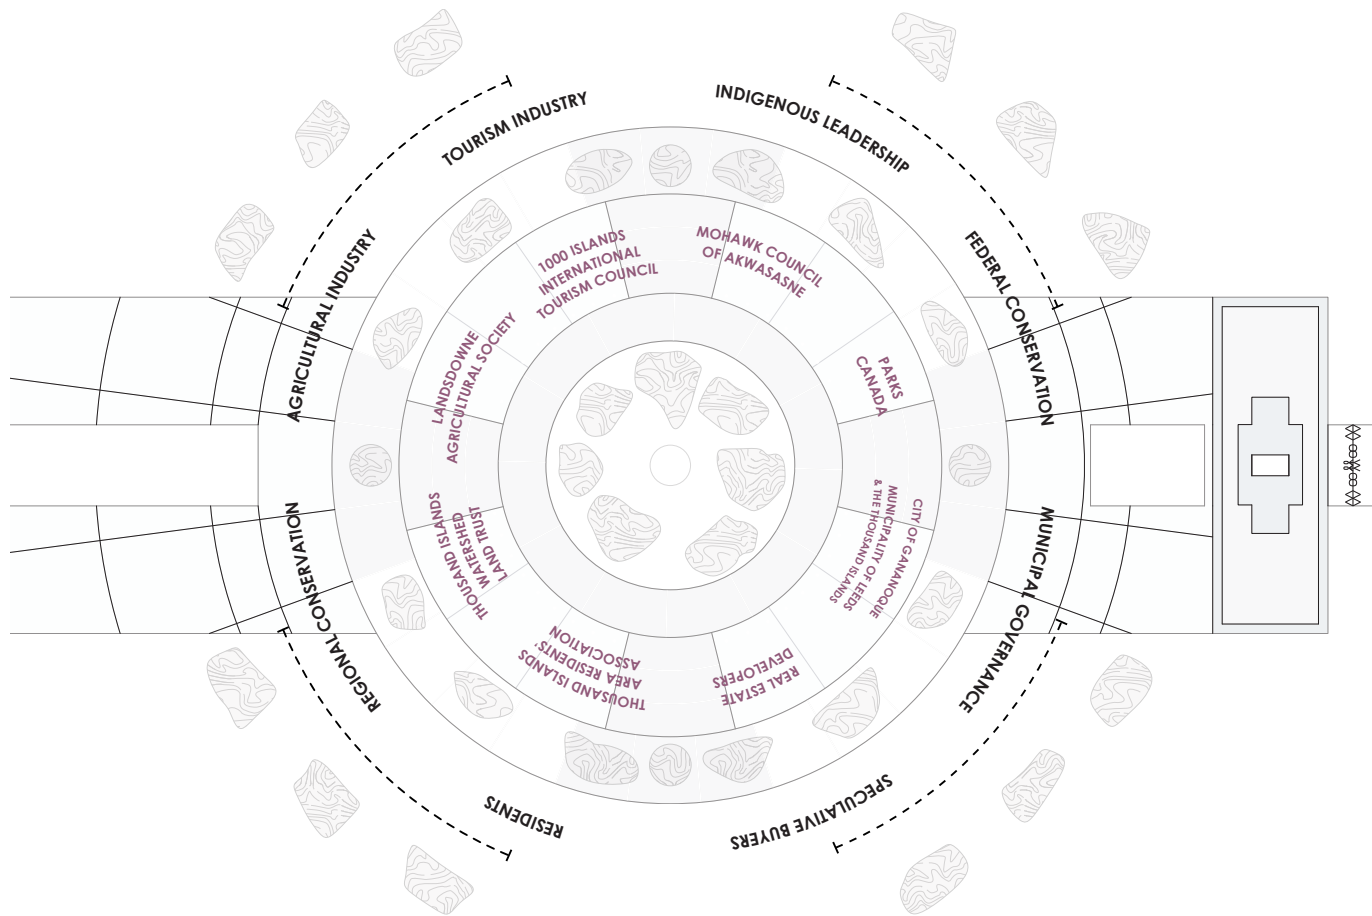 TOURISM INDUSTRY
INDIGENOUS LEADERSHIP
AGRICULTURAL INDUSTRY
FEDERAL CONSERVATION
1000 ISLANDS
INTERNATIONAL
TOURISM COUNCIL
MOHAWK COUNCIL
OF AKWASASNE
LANDSDOWNE
AGRICULTURAL SOCIETY
PARKS
CANADA
THOUSAND ISLANDS
WATERSHED
LAND TRUST
CITY OF GANANOQUE
MUNICIPALITY OF LEEDS
& THE THOUSAND ISLANDS
THOUSAND ISLANDS
AREA RESIDENTS'
ASSOCIATION
REAL ESTATE
DEVELOPERS
REGIONAL CONSERVATION
MUNICIPAL GOVERNANCE
RESIDENTS
SPECULATIVE BUYERS